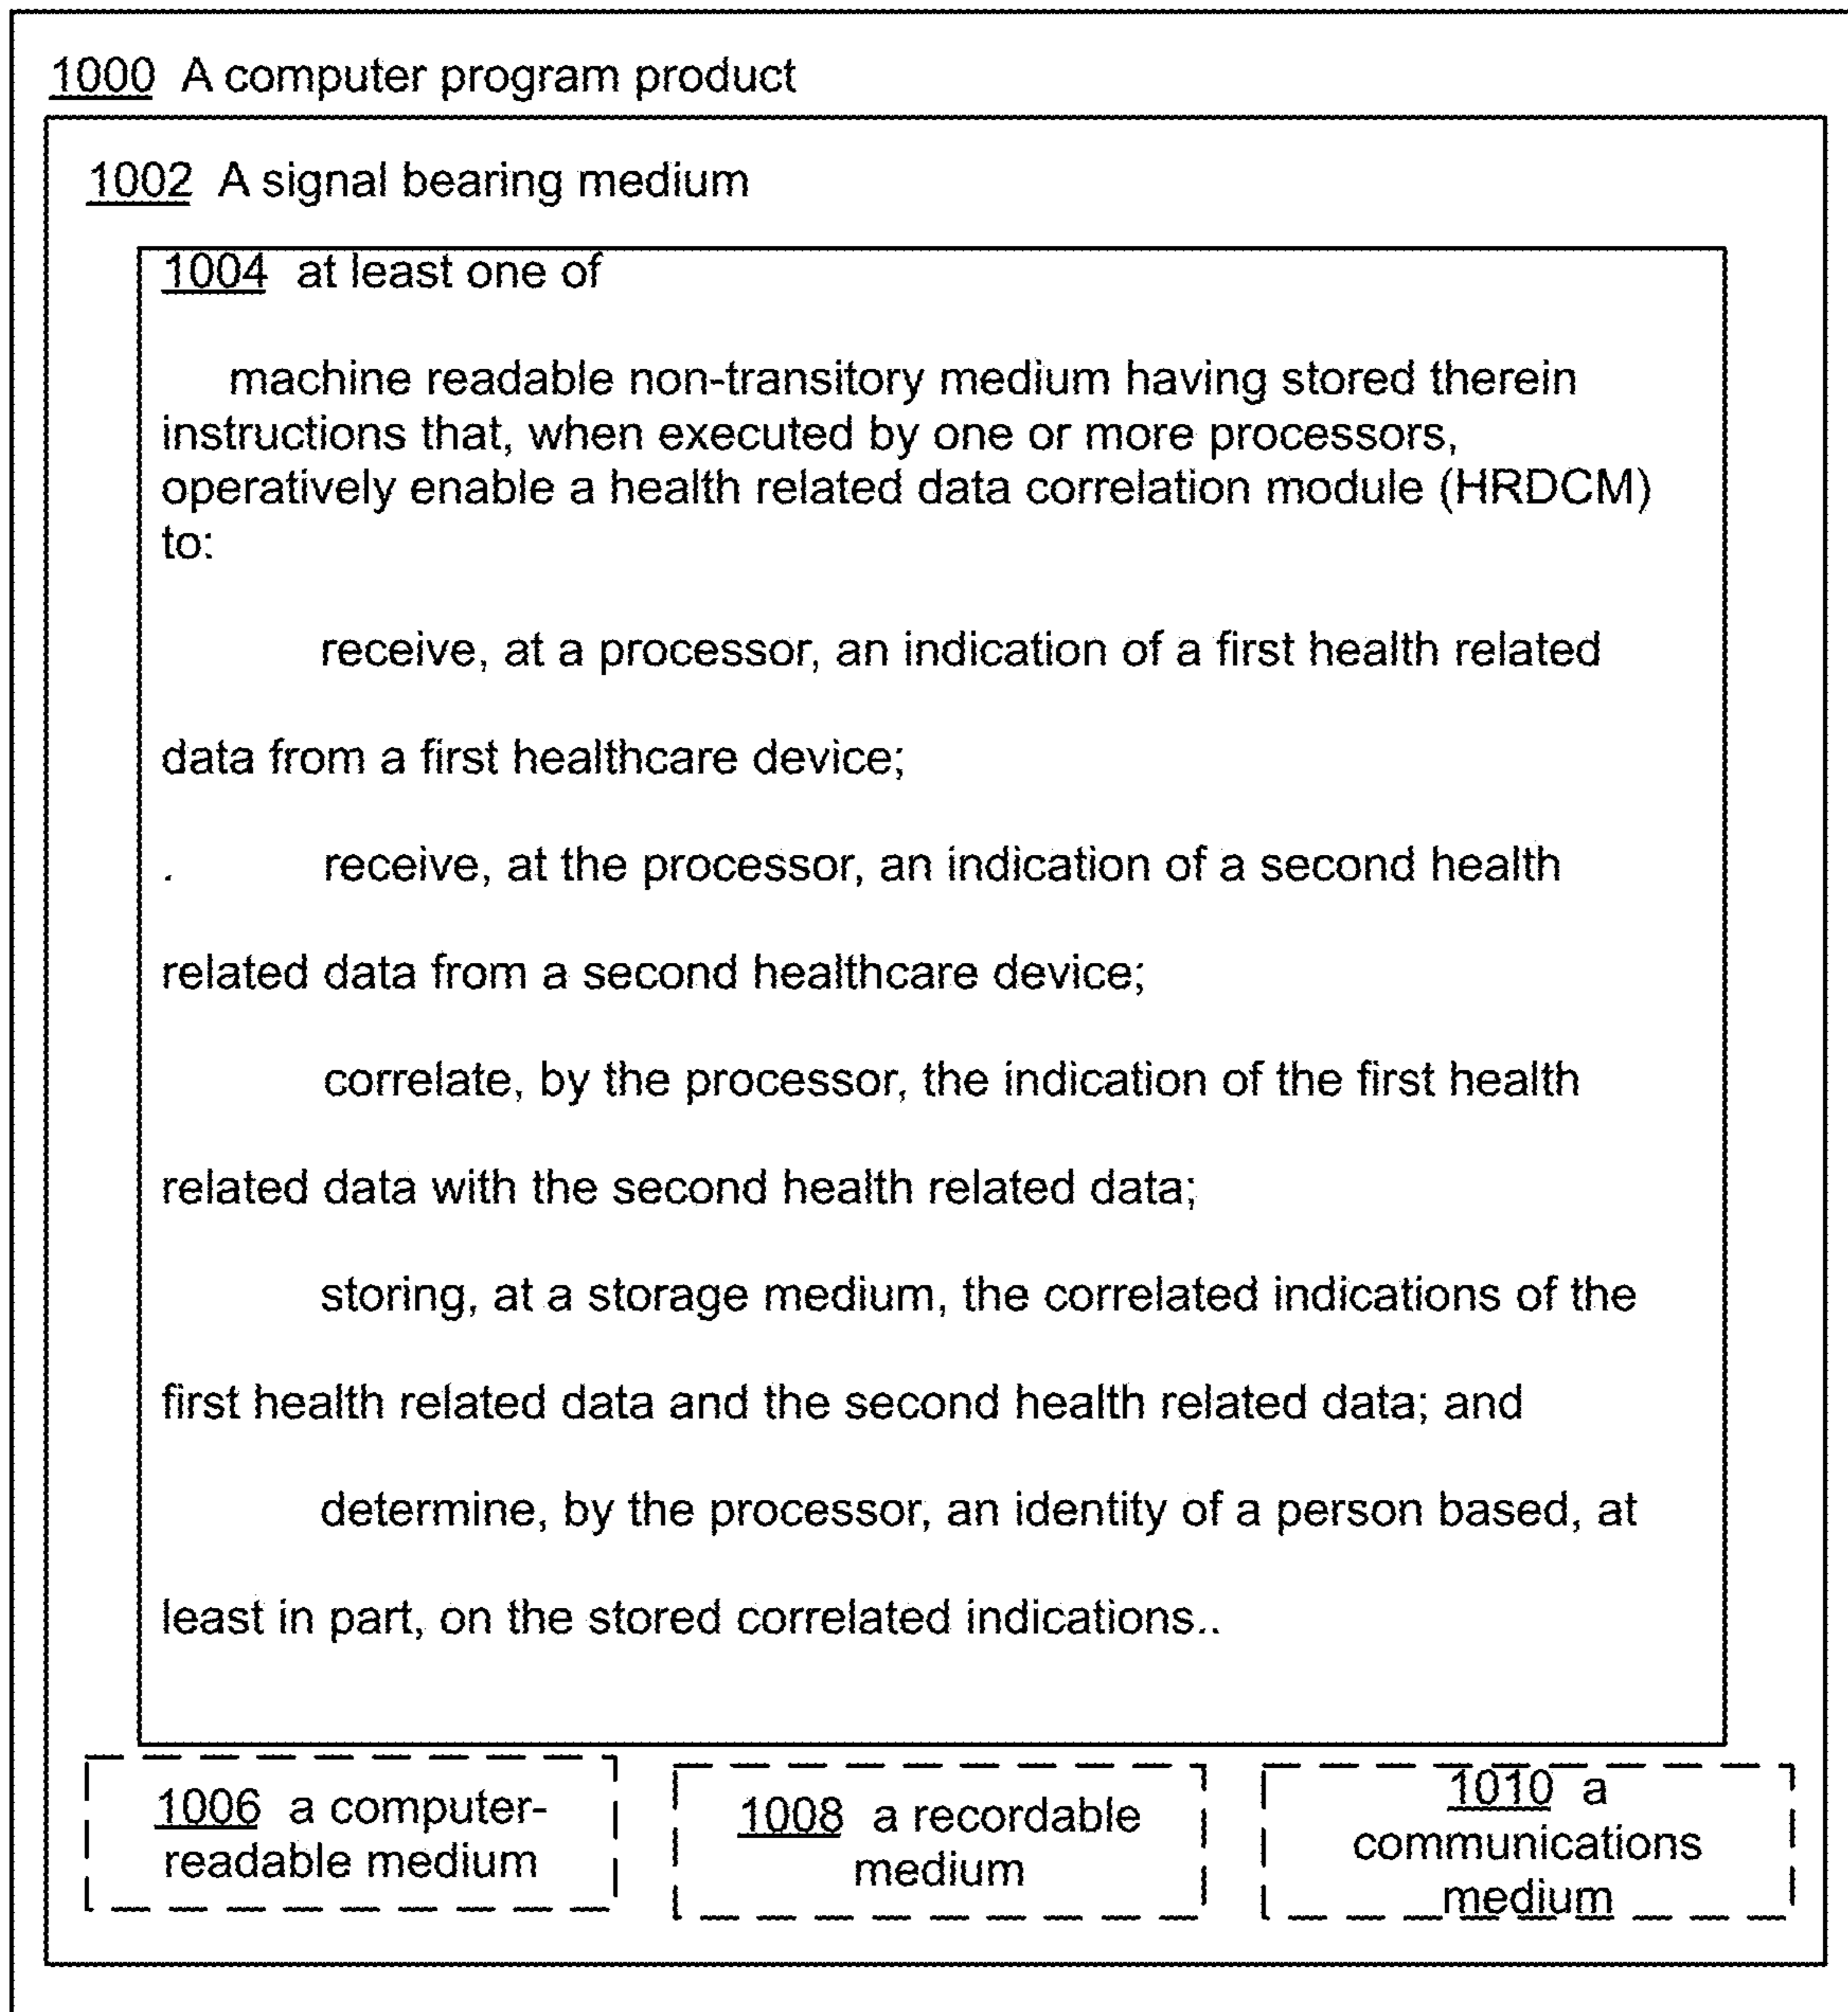 1000 A computer program product
1002 A signal bearing medium
1004 at least one of
machine readable non-transitory medium having stored therein
instructions that, when executed by one or more processors,
operatively enable a health related data correlation module (HRDCM)
to:
receive, at a processor, an indication of a first health related
data from a first healthcare device;
. receive, at the processor, an indication of a second health
related data from a second healthcare device;
correlate, by the processor, the indication of the first health
related data with the second health related data;
storing, at a storage medium, the correlated indications of the
first health related data and the second health related data; and
determine, by the processor, an identity of a person based, at
least in part, on the stored correlated indications..
1006 a computer-
readable medium
1008 a recordable
medium
1010 a
communications
medium